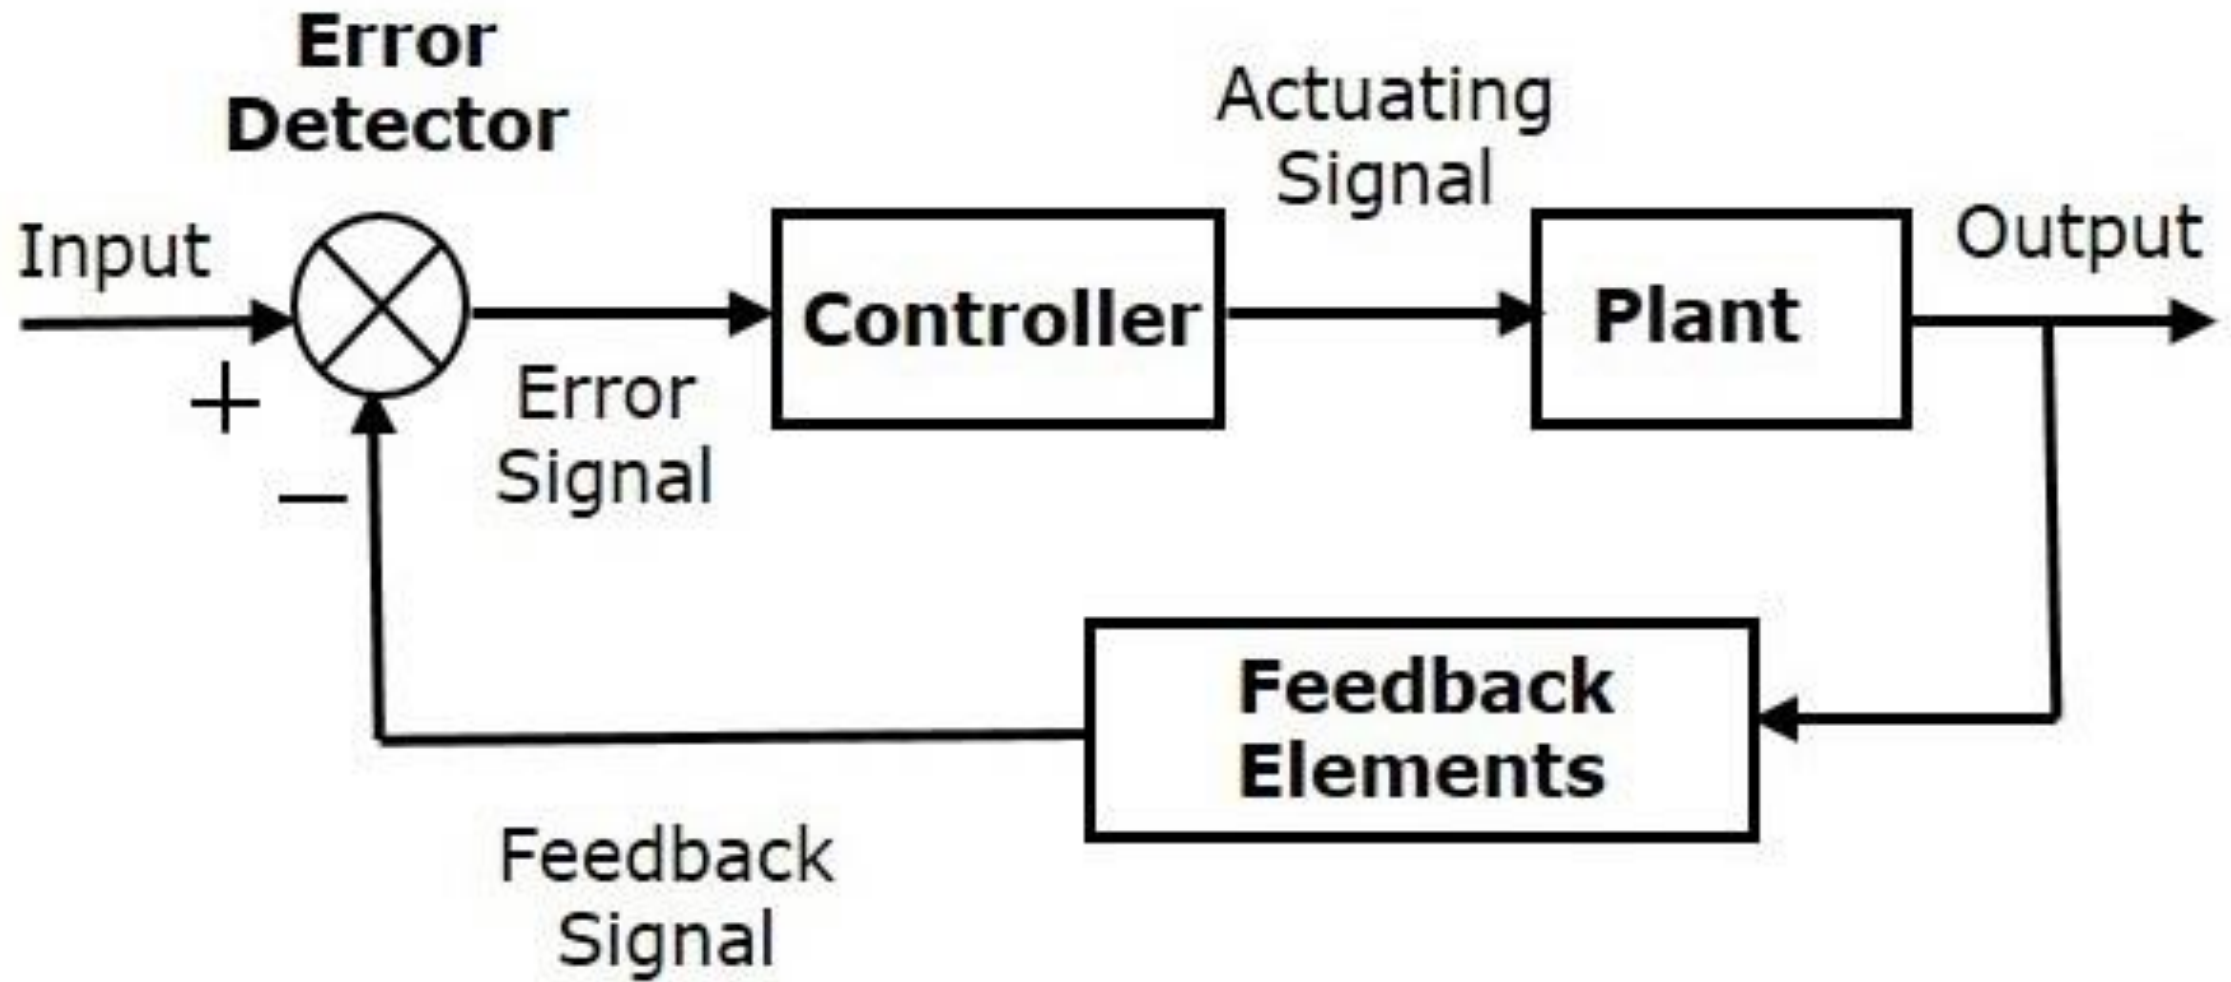 Error
Detector
Actuating
Signal
Input
Output
Controller
Plant
+
Error
Signal
−
Feedback
Elements
Feedback
Signal